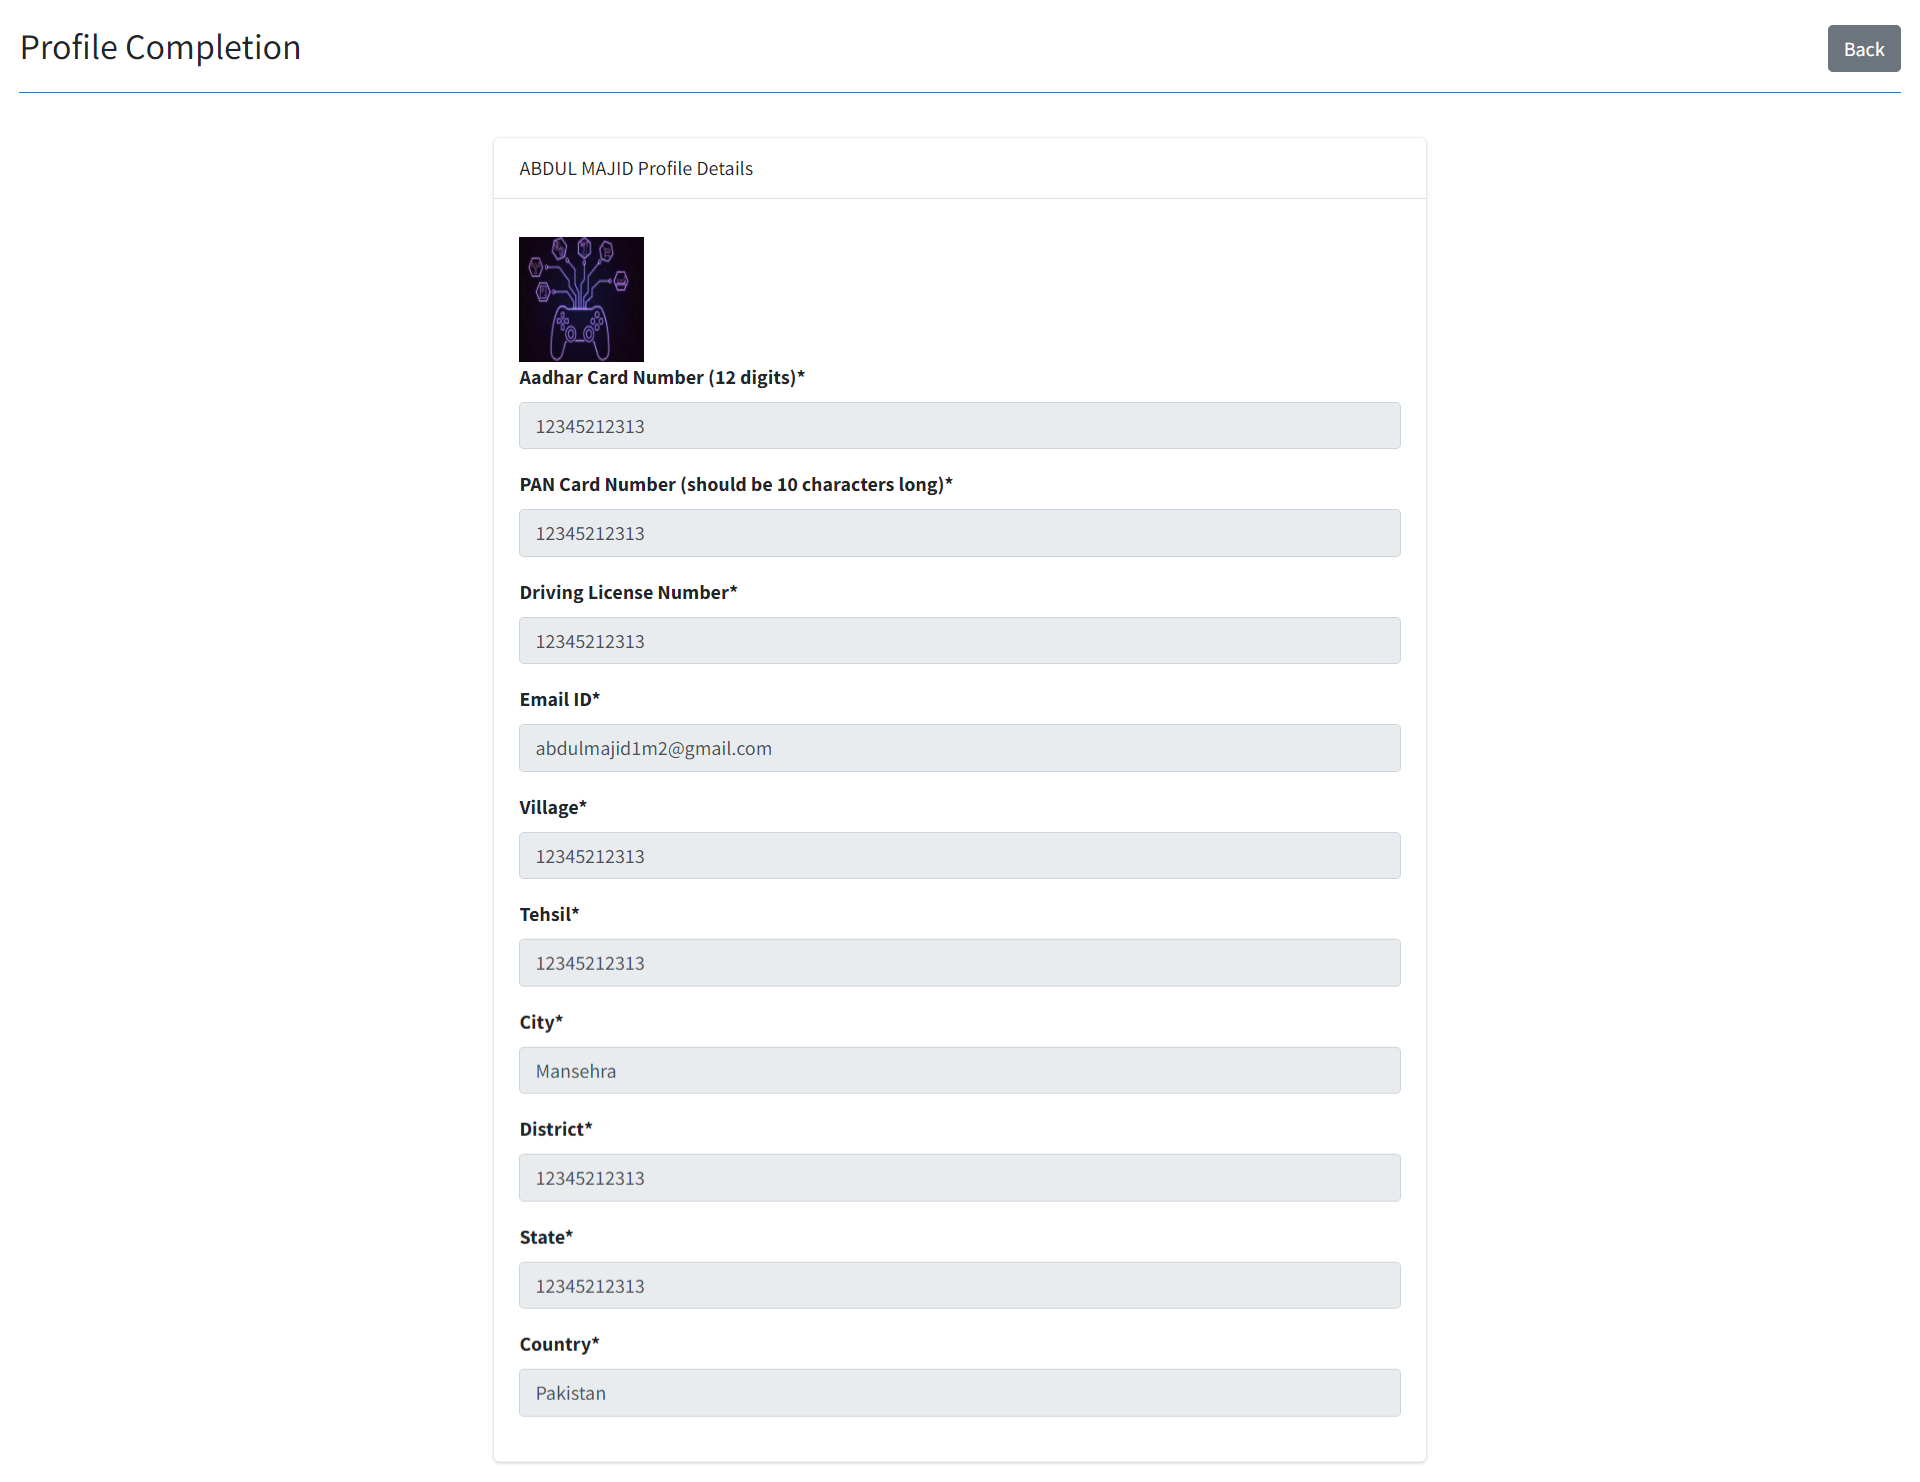 Profile Completion
Back
ABDUL MAJID Profile Details
Aadhar Card Number (12 digits)*
12345212313
PAN Card Number (should be 10 characters long)*
12345212313
Driving License Number*
12345212313
Email ID*
abdulmajid1m2@gmail.com
Village*
12345212313
Tehsil*
12345212313
City*
Mansehra
District*
12345212313
State*
12345212313
Country*
Pakistan